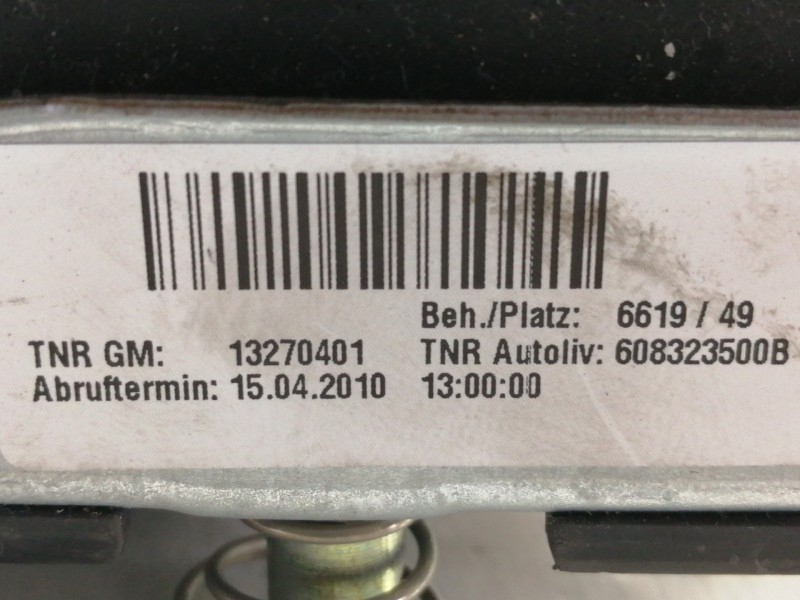 Beh./Platz: 6619 / 49
TNR GM: 13270401 TNR Autoliv: 608323500B
Abruftermin: 15.04.2010 13:00:00